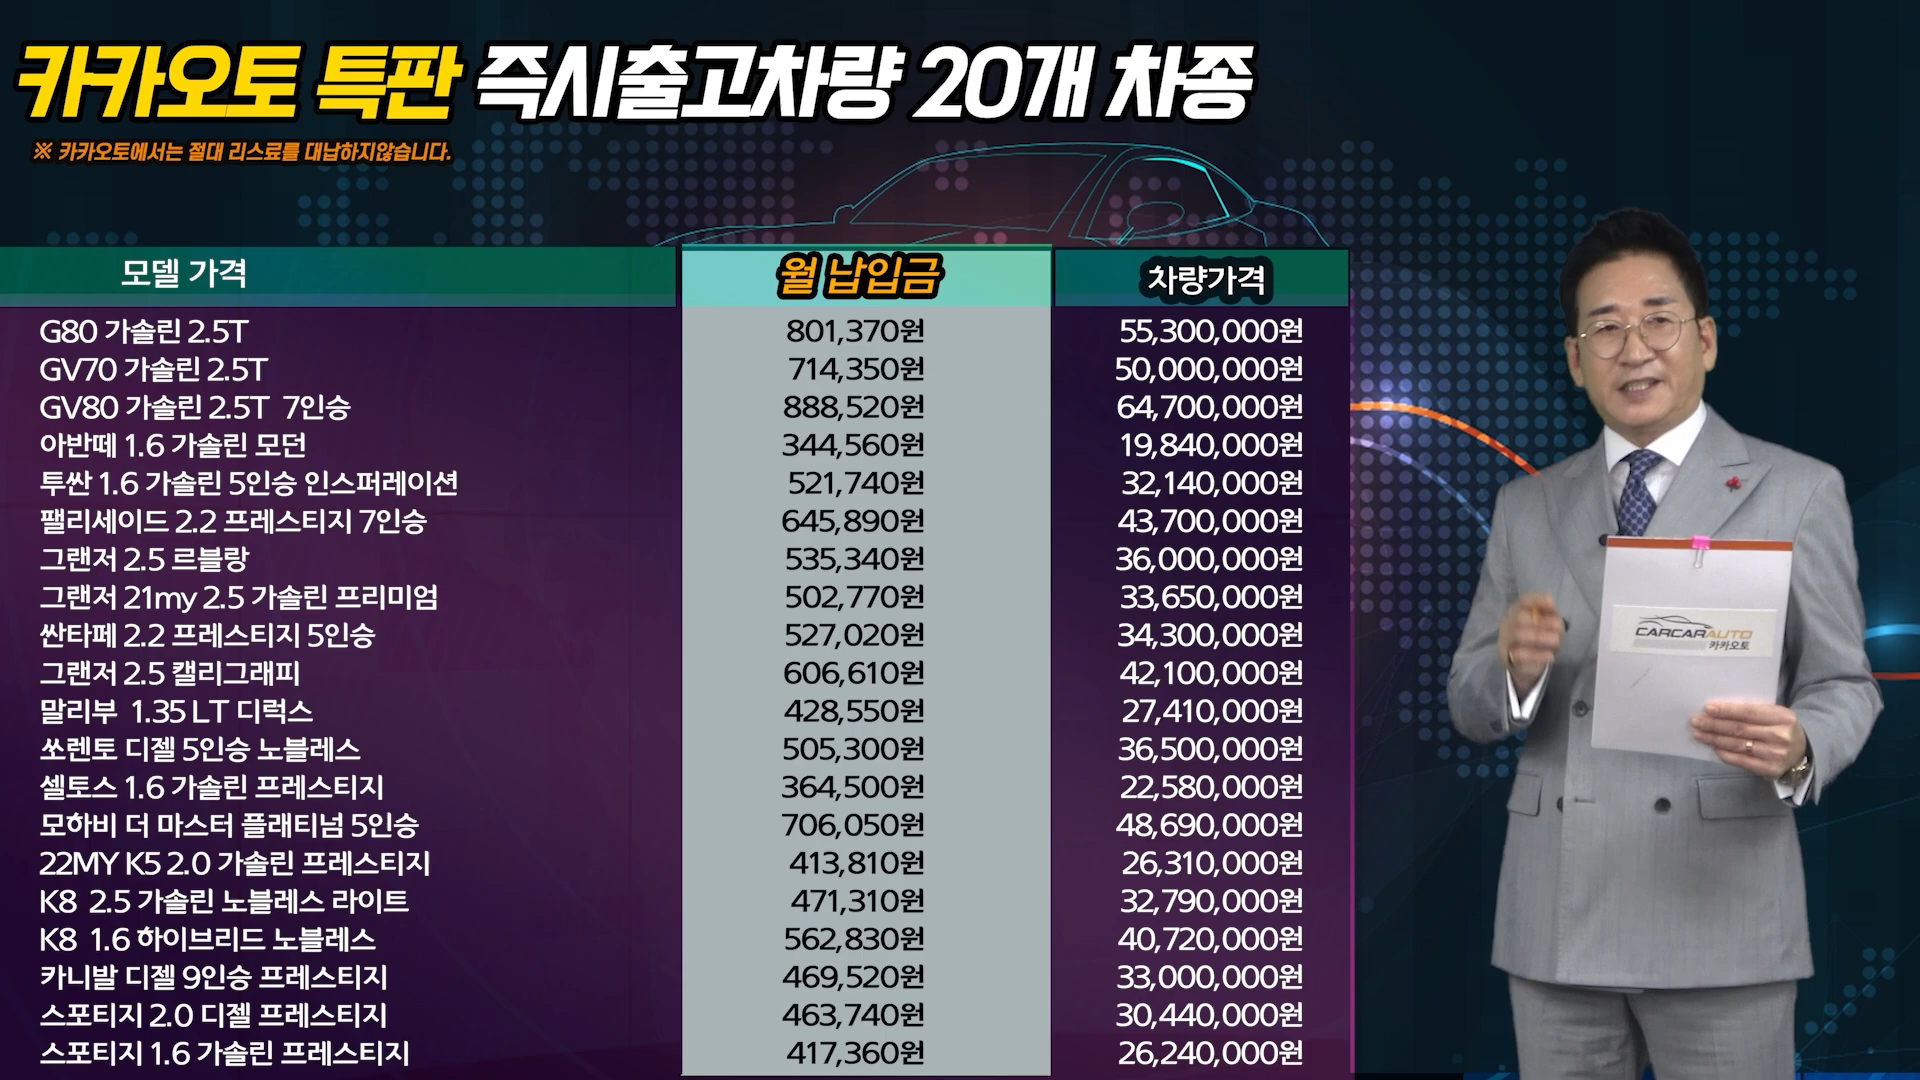 카카오토 특판 즉시출고차량 20개 차종
※ 카카오토에서는 절대 리스료를 대납하지않습니다.
모델 가격 월 납입금 차량가격
G80 가솔린 2.5T 801,370원 55,300,000원
GV70 가솔린 2.5T 714,350원 50,000,000원
GV80 가솔린 2.5T 7인승 888,520원 64,700,000원
아반떼 1.6 가솔린 모던 344,560원 19,840,000원
투싼 1.6 가솔린 5인승 인스퍼레이션 521,740원 32,140,000원
팰리세이드 2.2 프레스티지 7인승 645,890원 43,700,000원
그랜저 2.5 르블랑 535,340원 36,000,000원
그랜저 21my 2.5 가솔린 프리미엄 502,770원 33,650,000원
싼타페 2.2 프레스티지 5인승 527,020원 34,300,000원
그랜저 2.5 캘리그래피 606,610원 42,100,000원
말리부 1.35 LT 디럭스 428,550원 27,410,000원
쏘렌토 디젤 5인승 노블레스 505,300원 36,500,000원
셀토스 1.6 가솔린 프레스티지 364,500원 22,580,000원
모하비 더 마스터 플래티넘 5인승 706,050원 48,690,000원
22MY K5 2.0 가솔린 프레스티지 413,810원 26,310,000원
K8 2.5 가솔린 노블레스 라이트 471,310원 32,790,000원
K8 1.6 하이브리드 노블레스 562,830원 40,720,000원
카니발 디젤 9인승 프레스티지 469,520원 33,000,000원
스포티지 2.0 디젤 프레스티지 463,740원 30,440,000원
스포티지 1.6 가솔린 프레스티지 417,360원 26,240,000원
CARCARAUTO
카카오토